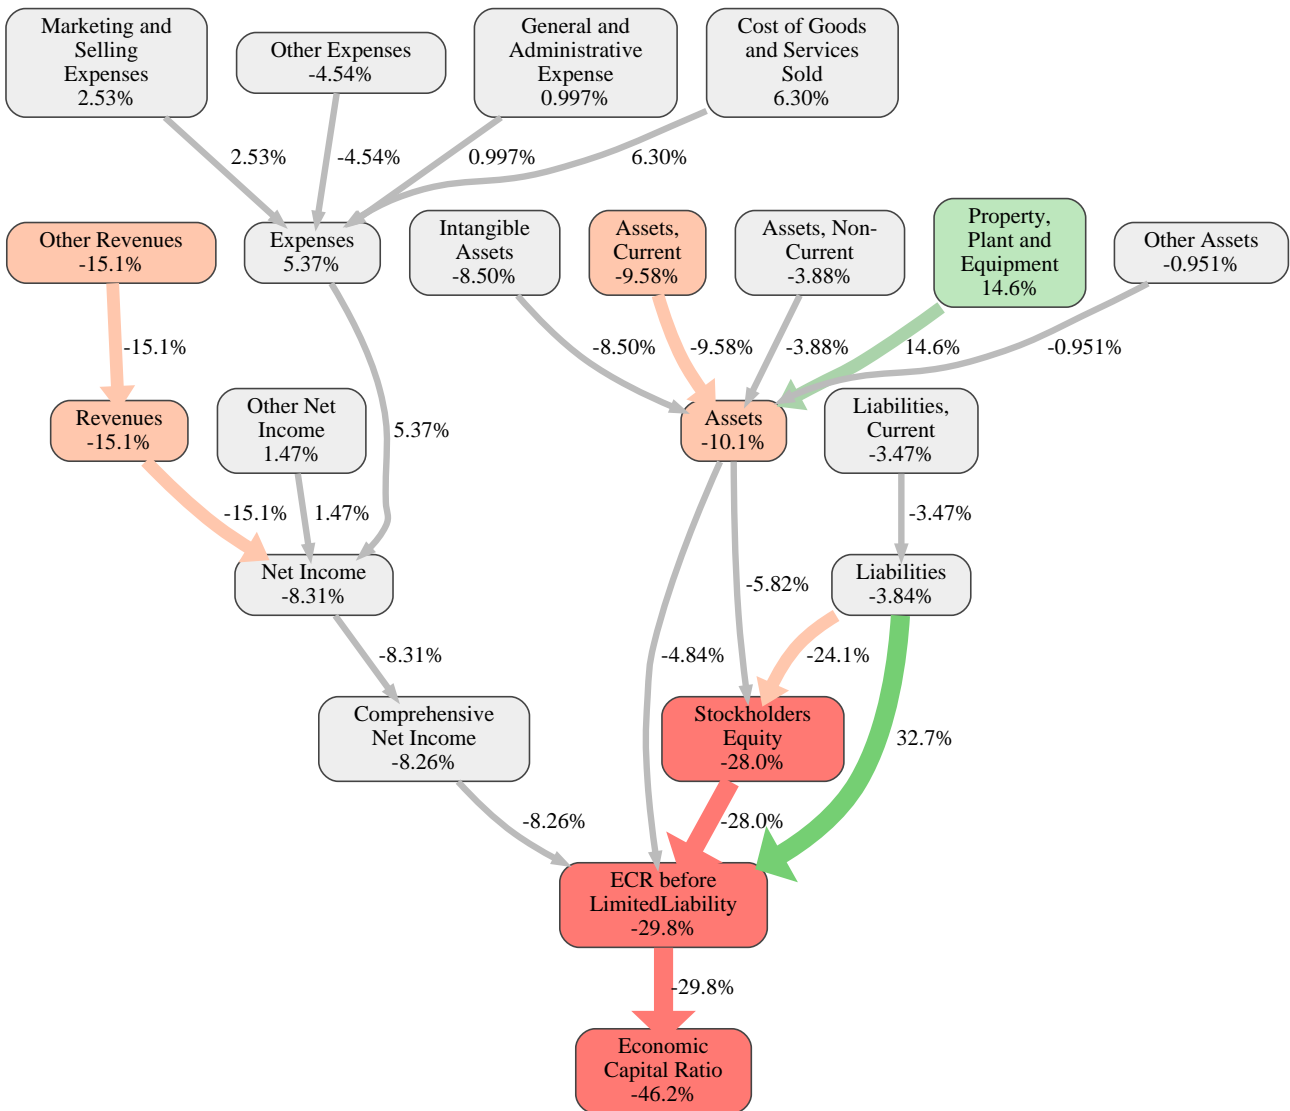 Marketing and
Selling
Expenses
2.53%
Other Expenses
-4.54%
General and
Administrative
Expense
0.997%
Cost of Goods
and Services
Sold
6.30%
2.53%
-4.54%
0.997%
6.30%
Other Revenues
-15.1%
Expenses
5.37%
Intangible
Assets
-8.50%
Assets,
Current
-9.58%
Assets, Non-
Current
-3.88%
Property,
Plant and
Equipment
14.6%
Other Assets
-0.951%
-15.1%
-8.50%
-9.58%
-3.88%
14.6%
-0.951%
Revenues
-15.1%
Other Net
Income
1.47%
5.37%
Assets
-10.1%
Liabilities,
Current
-3.47%
-15.1%
1.47%
-3.47%
Net Income
-8.31%
-5.82%
Liabilities
-3.84%
-8.31%
-4.84%
-24.1%
Comprehensive
Net Income
-8.26%
Stockholders
Equity
-28.0%
32.7%
-8.26%
-28.0%
ECR before
LimitedLiability
-29.8%
-29.8%
Economic
Capital Ratio
-46.2%